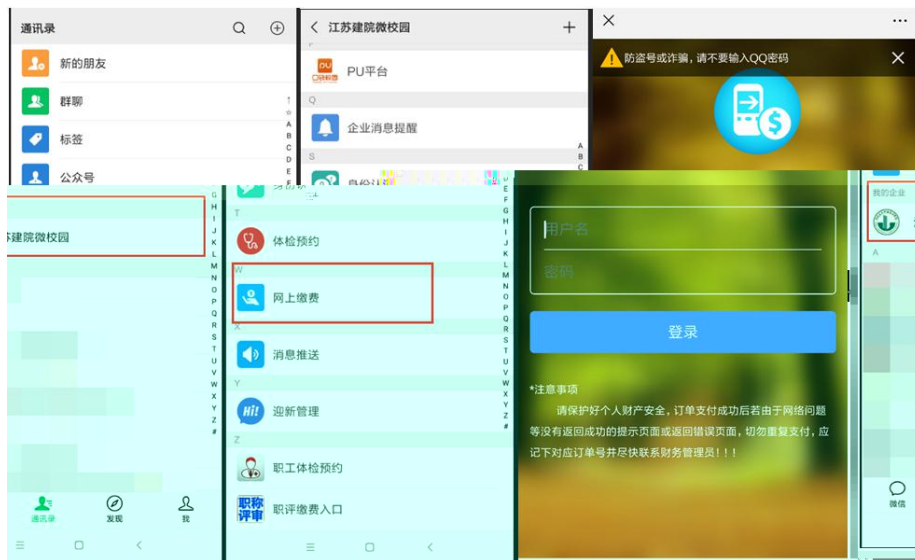 通讯录
新的朋友
群聊
标签
公众号
建院微校园
通讯录
发现
我
江苏建院微校园
PU平台
Q
企业消息提醒
S
T
体检预约
W
网上缴费
X
消息推送
Y
迎新管理
Z
职工体检预约
职称
评审
职评缴费入口
防盗号或诈骗，请不要输入QQ密码
用户名
密码
登录
*注意事项
请保护好个人财产安全，订单支付成功后若由于网络问题
等没有返回成功的提示页面或返回错误页面，切勿重复支付，应
记下对应订单号并尽快联系财务管理员！！！
我的企业
A
微信